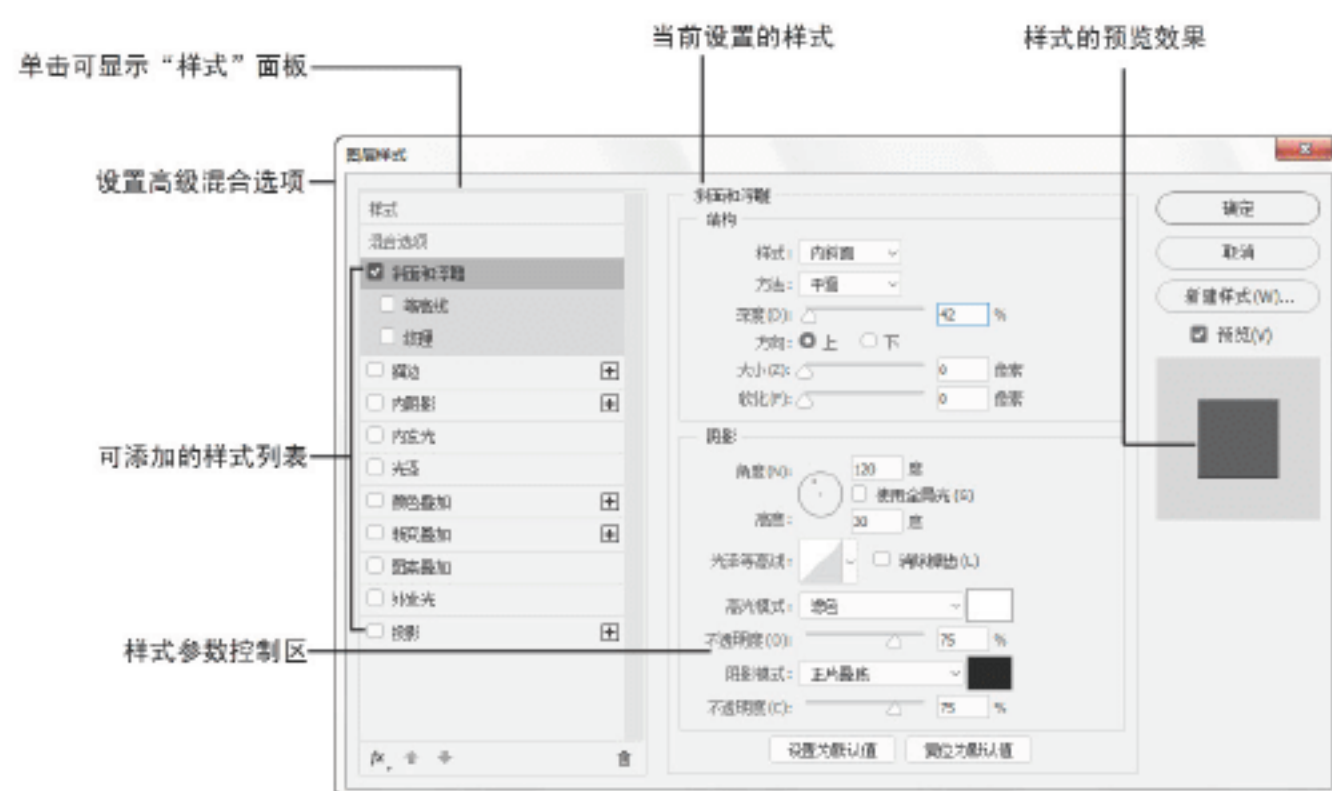 当前设置的样式
样式的预览效果
单击可显示“样式”面板
设置高级混合选项
可添加的样式列表
样式参数控制区
图层样式
样式
混合选项
斜面和浮雕
等高线
纹理
描边
内阴影
内发光
光泽
颜色叠加
渐变叠加
图案叠加
外发光
投影
fx
斜面和浮雕
结构
样式: 内斜面
方法: 平滑
深度(D): 42 %
方向: 上 下
大小(Z): 0 像素
软化(F): 0 像素
阴影
角度(N): 120 度
使用全局光(G)
高度: 30 度
光泽等高线: 消除锯齿(L)
高光模式: 滤色
不透明度(O): 75 %
阴影模式: 正片叠底
不透明度(C): 75 %
设置为默认值 复位为默认值
确定
取消
新建样式(W)...
预览(V)